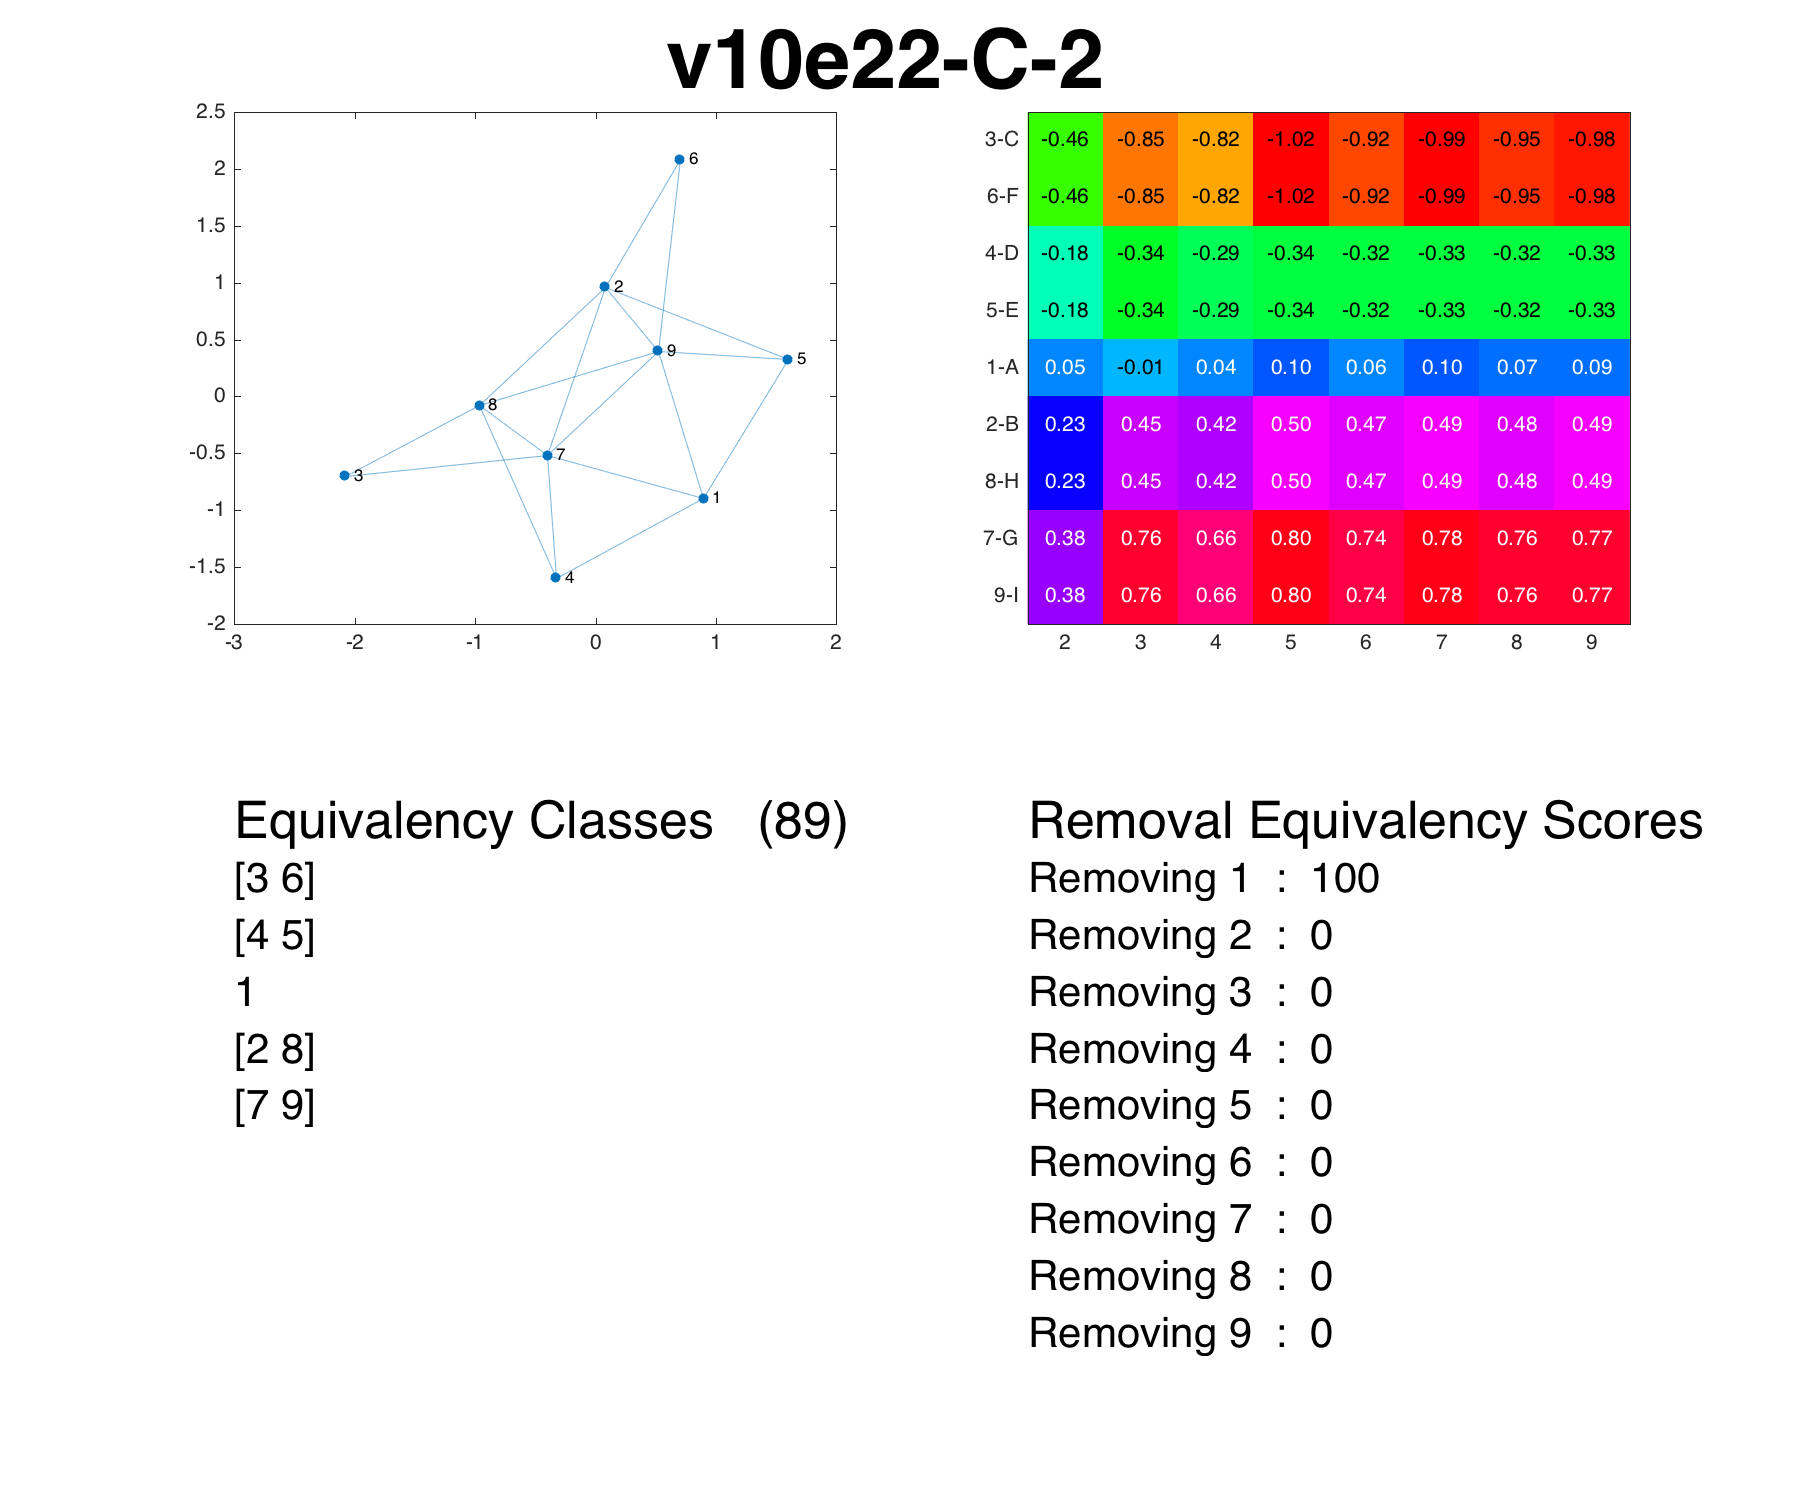 v10e22-C-2
2.5
2
1.5
1
0.5
0
-0.5
-1
-1.5
-2
-3 -2 -1 0 1 2
6
2
9
5
8
7
3
1
4
3-C -0.46 -0.85 -0.82 -1.02 -0.92 -0.99 -0.95 -0.98
6-F -0.46 -0.85 -0.82 -1.02 -0.92 -0.99 -0.95 -0.98
4-D -0.18 -0.34 -0.29 -0.34 -0.32 -0.33 -0.32 -0.33
5-E -0.18 -0.34 -0.29 -0.34 -0.32 -0.33 -0.32 -0.33
1-A 0.05 -0.01 0.04 0.10 0.06 0.10 0.07 0.09
2-B 0.23 0.45 0.42 0.50 0.47 0.49 0.48 0.49
8-H 0.23 0.45 0.42 0.50 0.47 0.49 0.48 0.49
7-G 0.38 0.76 0.66 0.80 0.74 0.78 0.76 0.77
9-I 0.38 0.76 0.66 0.80 0.74 0.78 0.76 0.77
2 3 4 5 6 7 8 9
Equivalency Classes (89)
[3 6]
[4 5]
1
[2 8]
[7 9]
Removal Equivalency Scores
Removing 1 : 100
Removing 2 : 0
Removing 3 : 0
Removing 4 : 0
Removing 5 : 0
Removing 6 : 0
Removing 7 : 0
Removing 8 : 0
Removing 9 : 0